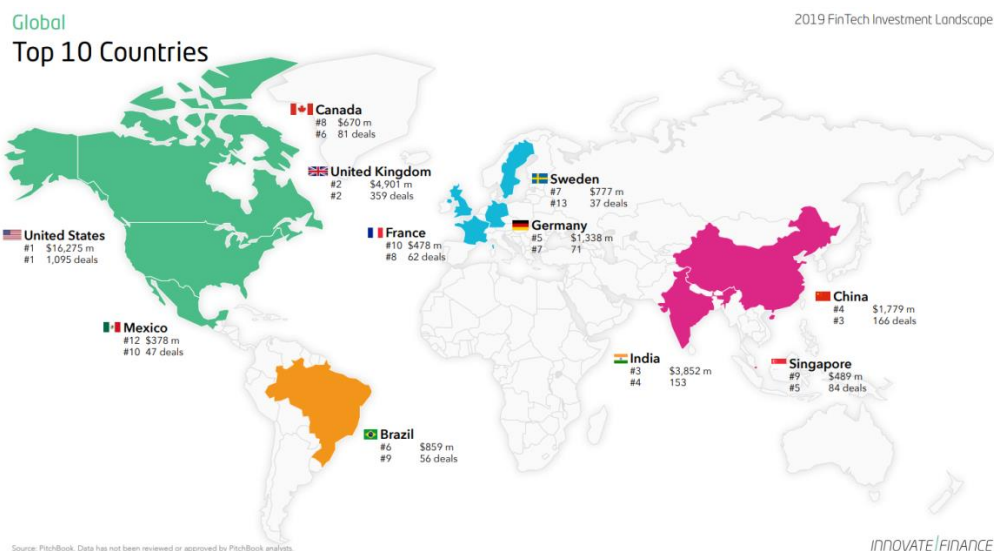 Global
2019 FinTech Investment Landscape
Top 10 Countries
Canada
#8 $670 m
#6 81 deals
United Kingdom
#2 $4,901 m
#2 359 deals
Sweden
#7 $777 m
#13 37 deals
United States
#1 $16,275 m
#1 1,095 deals
France
#10 $478 m
#8 62 deals
Germany
#5 $1,338 m
#7 71
China
#4 $1,779 m
#3 166 deals
Mexico
#12 $378 m
#10 47 deals
India
#3 $3,852 m
#4 153
Singapore
#9 $489 m
#5 84 deals
Brazil
#6 $859 m
#9 56 deals
Source: PitchBook. Data has not been reviewed or approved by PitchBook analysts.
INNOVATE|FINANCE